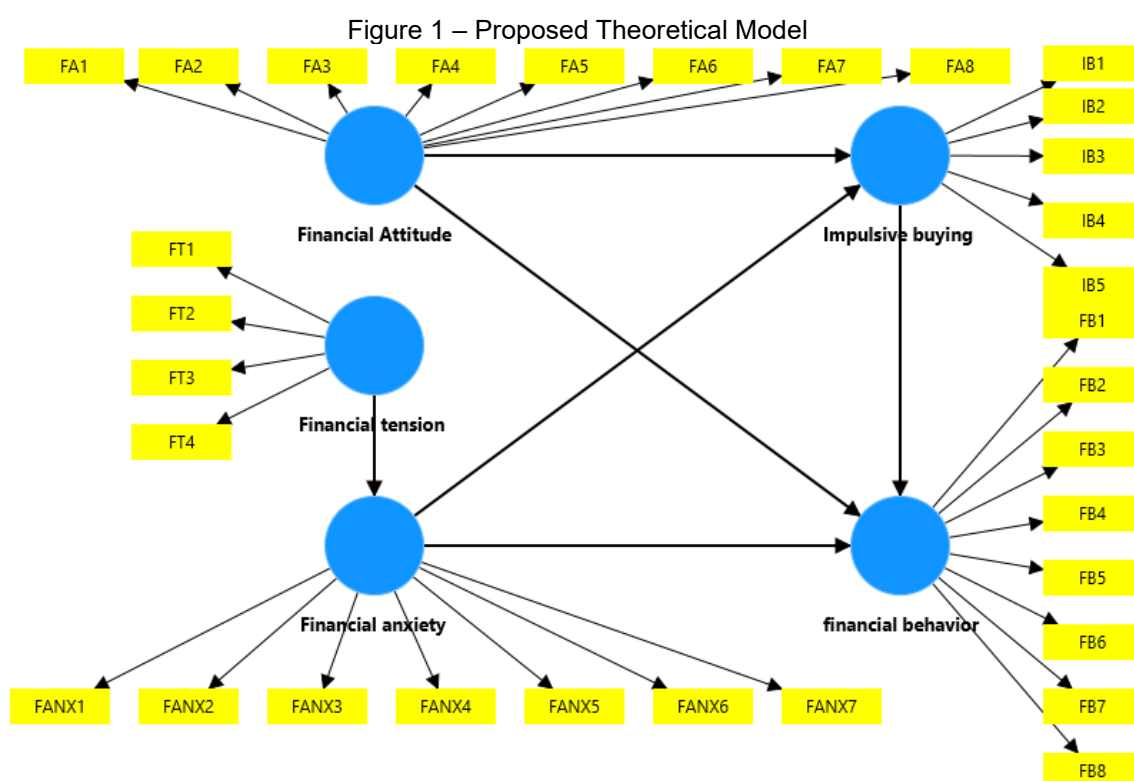 Figure 1 – Proposed Theoretical Model
FA1
FA2
FA3
FA4
FA5
FA6
FA7
FA8
IB1
IB2
IB3
IB4
IB5
Financial Attitude
Impulsive buying
FT1
FT2
FT3
FT4
Financial tension
FB1
FB2
FB3
FB4
FB5
FB6
FB7
FB8
Financial anxiety
financial behavior
FANX1
FANX2
FANX3
FANX4
FANX5
FANX6
FANX7